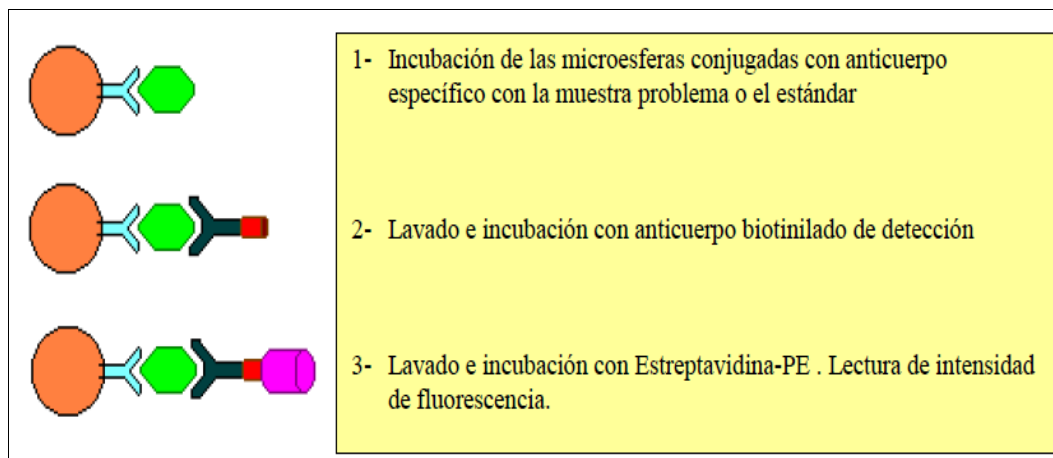 1- Incubación de las microesferas conjugadas con anticuerpo
específico con la muestra problema o el estándar
2- Lavado e incubación con anticuerpo biotinilado de detección
3- Lavado e incubación con Estreptavidina-PE . Lectura de intensidad
de fluorescencia.